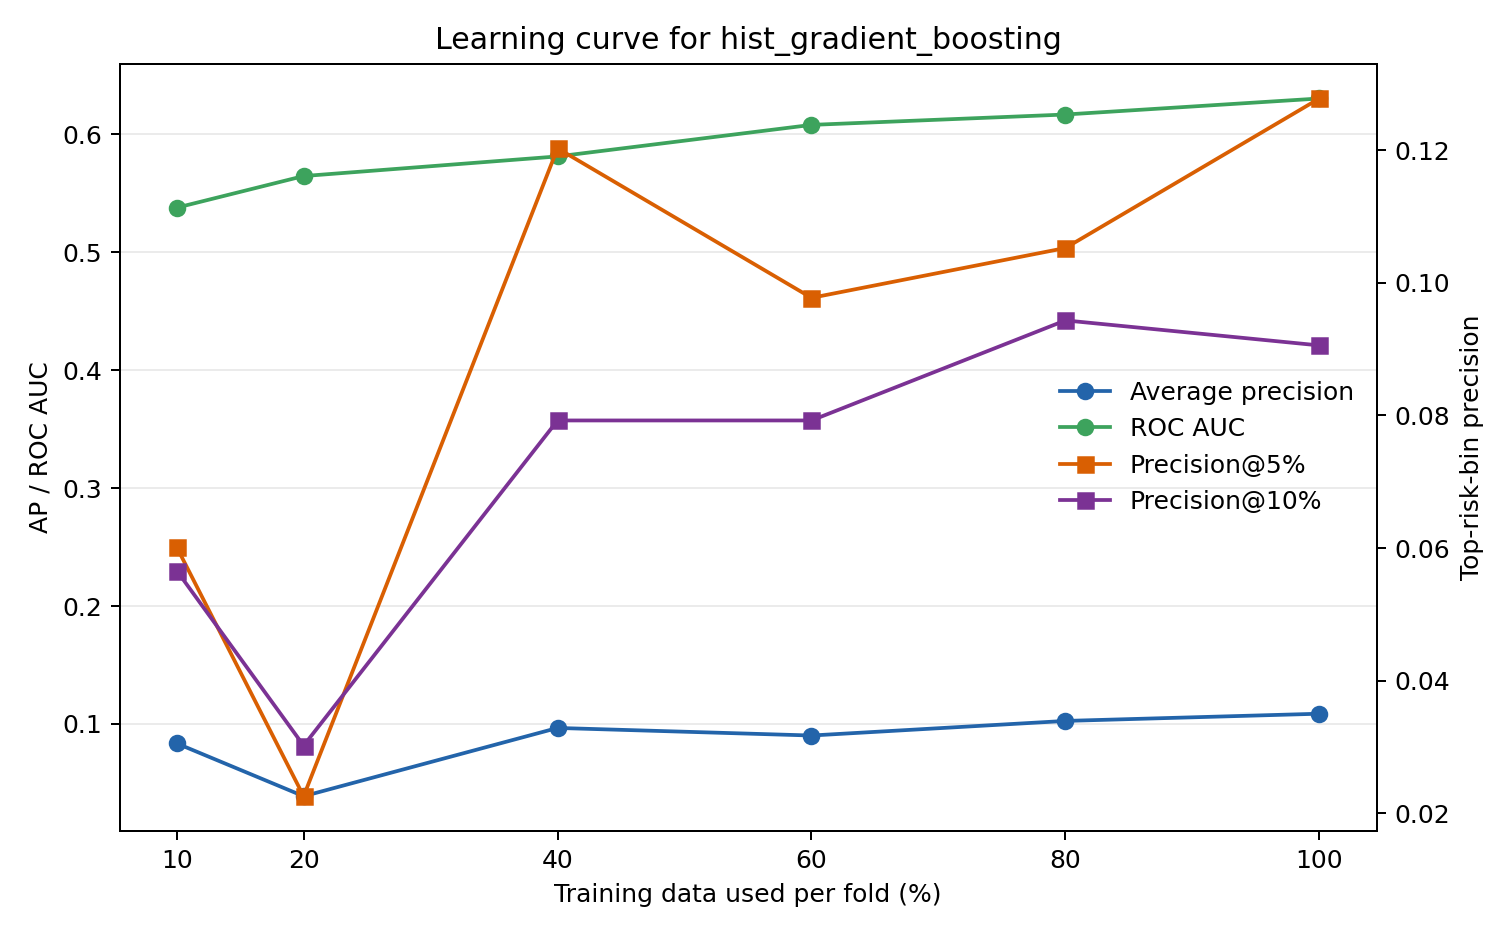 Learning curve for hist_gradient_boosting
AP / ROC AUC
0.6
0.5
0.4
0.3
0.2
0.1
0.12
0.10
0.08
0.06
0.04
0.02
Top-risk-bin precision
Average precision
ROC AUC
Precision@5%
Precision@10%
10 20 40 60 80 100
Training data used per fold (%)